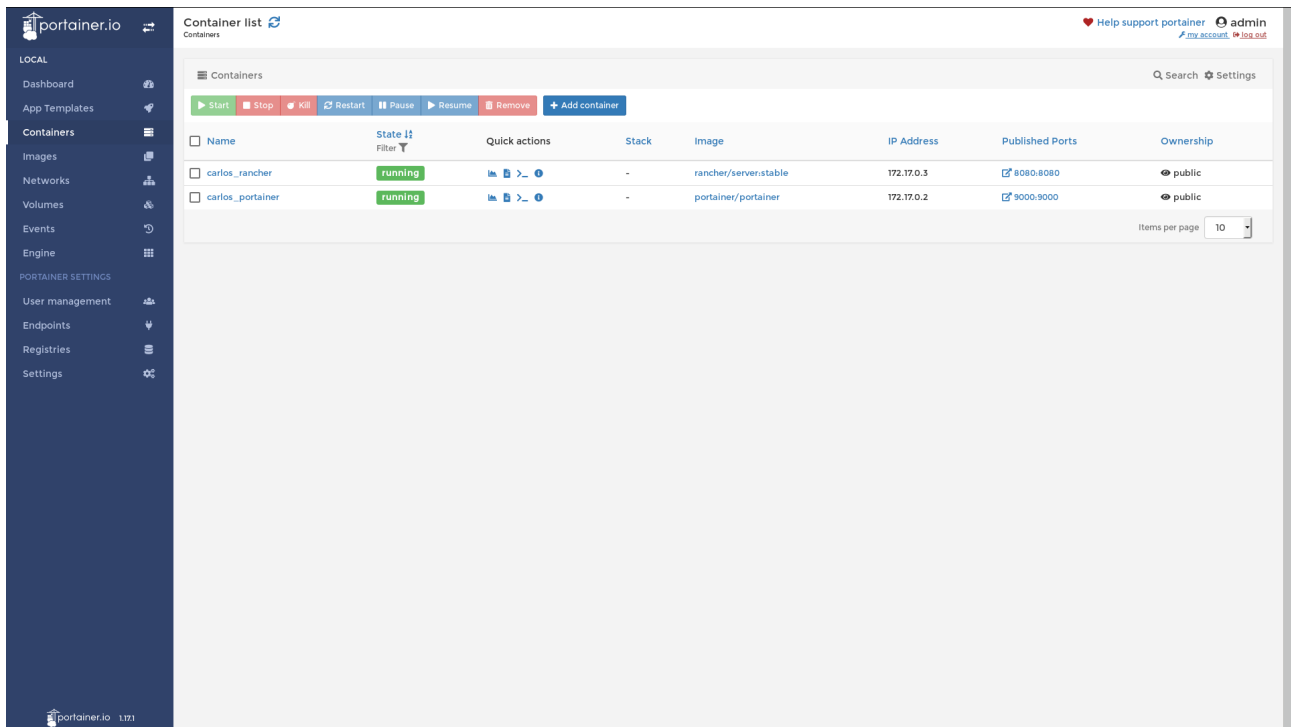 portainer.io
LOCAL
Dashboard
App Templates
Containers
Images
Networks
Volumes
Events
Engine
PORTAINER SETTINGS
User management
Endpoints
Registries
Settings
portainer.io 1.17.1
Container list
Containers
Help support portainer admin
my account log out
Containers Search Settings
Start Stop Kill Restart Pause Resume Remove + Add container
Name State Quick actions Stack Image IP Address Published Ports Ownership
Filter
carlos_rancher running - rancher/server:stable 172.17.0.3 8080:8080 public
carlos_portainer running - portainer/portainer 172.17.0.2 9000:9000 public
Items per page 10